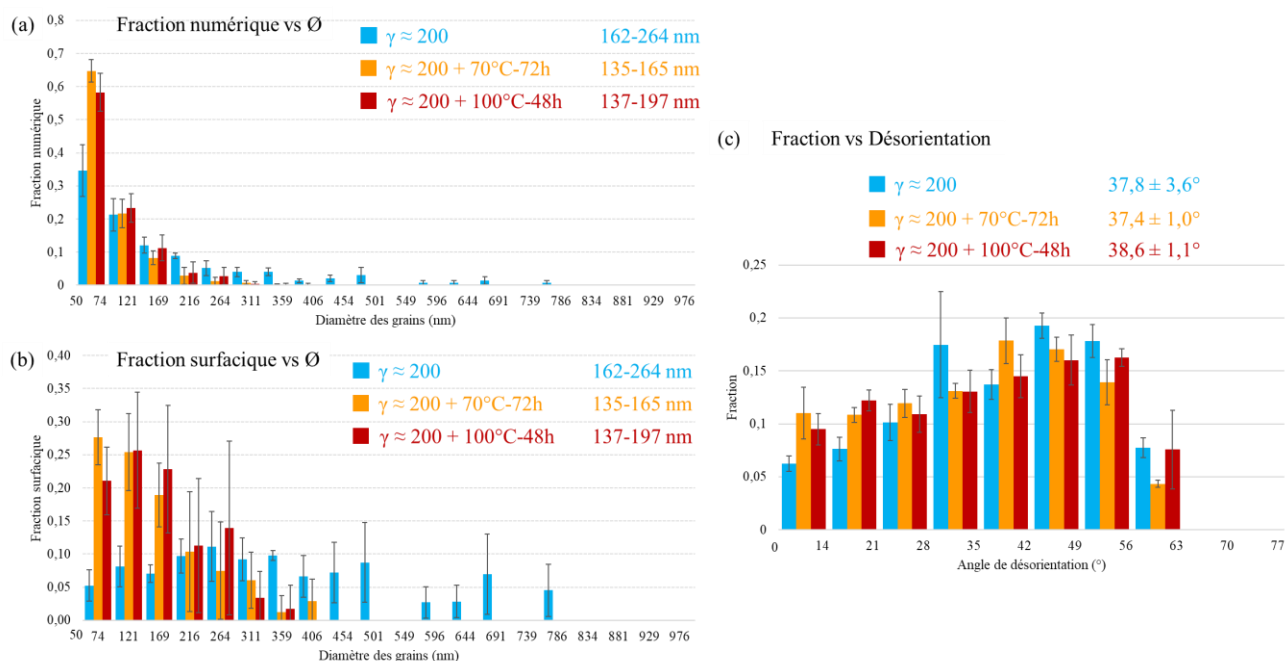 (a) Fraction numérique vs Ø
γ ≈ 200 162-264 nm
γ ≈ 200 + 70°C-72h 135-165 nm
γ ≈ 200 + 100°C-48h 137-197 nm
Fraction numérique
0,8
0,7
0,6
0,5
0,4
0,3
0,2
0,1
0
50 74 121 169 216 264 311 359 406 454 501 549 596 644 691 739 786 834 881 929 976
Diamètre des grains (nm)
(b) Fraction surfacique vs Ø
γ ≈ 200 162-264 nm
γ ≈ 200 + 70°C-72h 135-165 nm
γ ≈ 200 + 100°C-48h 137-197 nm
Fraction surfacique
0,40
0,35
0,30
0,25
0,20
0,15
0,10
0,05
0,00
50 74 121 169 216 264 311 359 406 454 501 549 596 644 691 739 786 834 881 929 976
Diamètre des grains (nm)
(c) Fraction vs Désorientation
γ ≈ 200 37,8 ± 3,6°
γ ≈ 200 + 70°C-72h 37,4 ± 1,0°
γ ≈ 200 + 100°C-48h 38,6 ± 1,1°
Fraction
0,25
0,2
0,15
0,1
0,05
0
0 14 21 28 35 42 49 56 63 70 77
Angle de désorientation (°)